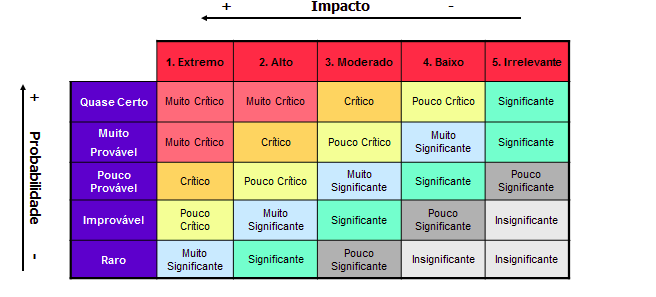 + Impacto -
1. Extremo 2. Alto 3. Moderado 4. Baixo 5. Irrelevante
+ Probabilidade -
Quase Certo Muito Crítico Muito Crítico Crítico Pouco Crítico Significante
Muito Provável Muito Crítico Crítico Pouco Crítico Muito Significante Significante
Pouco Provável Crítico Pouco Crítico Muito Significante Significante Pouco Significante
Improvável Pouco Crítico Muito Significante Significante Pouco Significante Insignificante
Raro Muito Significante Significante Pouco Significante Insignificante Insignificante